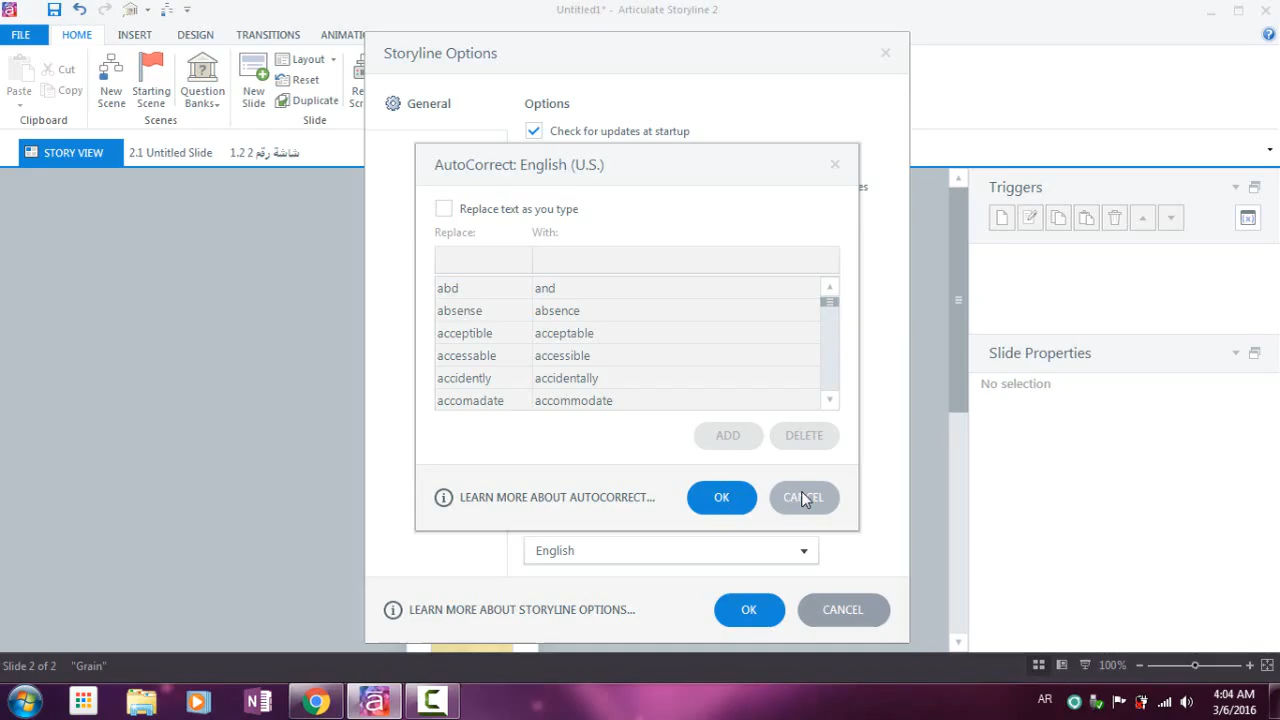 Untitled1* - Articulate Storyline 2
FILE HOME INSERT DESIGN TRANSITIONS ANIMATI
Paste
Cut
Copy
Clipboard
New Scene
Starting Scene
Question Banks
Scenes
New Slide
Layout
Reset
Duplicate
Slide
Re
Scr
STORY VIEW 2.1 Untitled Slide 1.2 شاشة رقم 2
Storyline Options
General
Options
Check for updates at startup
es
AutoCorrect: English (U.S.)
Replace text as you type
Replace: With:
abd and
absense absence
acceptible acceptable
accessable accessible
accidently accidentally
accomadate accommodate
ADD DELETE
LEARN MORE ABOUT AUTOCORRECT... OK CANCEL
English
LEARN MORE ABOUT STORYLINE OPTIONS... OK CANCEL
Triggers
Slide Properties
No selection
Slide 2 of 2 "Grain" 100%
AR
4:04 AM
3/6/2016